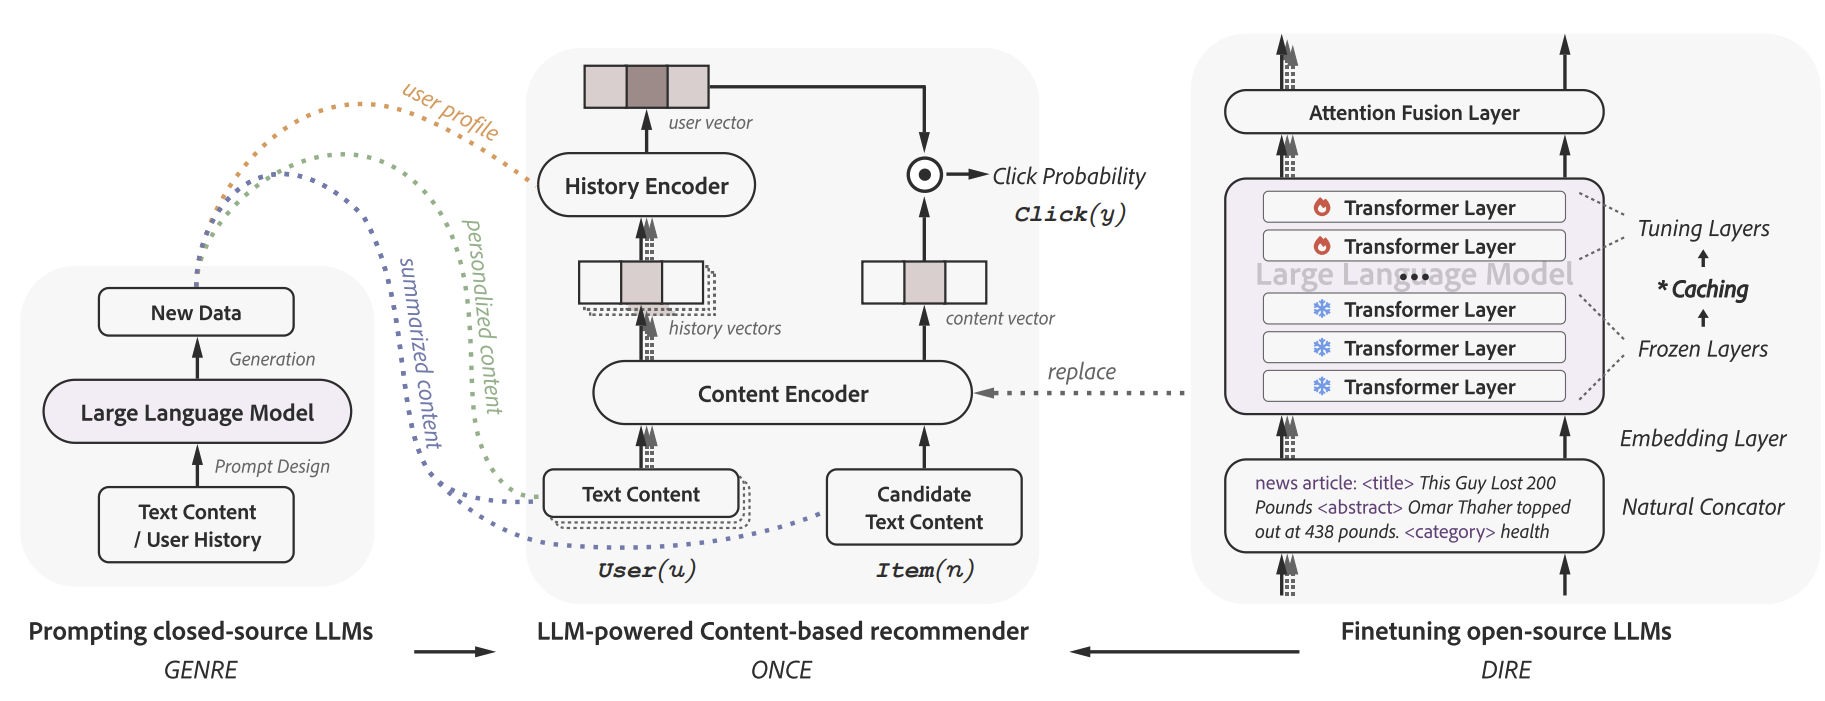 New Data
Generation
Large Language Model
Prompt Design
Text Content
/ User History
Prompting closed-source LLMs
GENRE
user profile
personalized content
summarized content
user vector
History Encoder
Click Probability
Click(y)
history vectors
content vector
Content Encoder
replace
Text Content
Candidate
Text Content
User(u)
Item(n)
LLM-powered Content-based recommender
ONCE
Attention Fusion Layer
Transformer Layer
Transformer Layer
Large Language Model
•••
Transformer Layer
Transformer Layer
Transformer Layer
Tuning Layers
* Caching
Frozen Layers
Embedding Layer
news article: <title> This Guy Lost 200
Pounds <abstract> Omar Thaher topped
out at 438 pounds. <category> health
Natural Concator
Finetuning open-source LLMs
DIRE